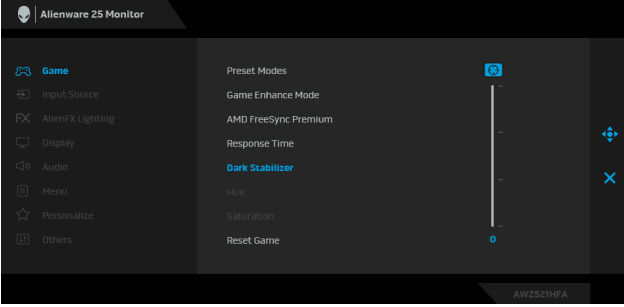 Alienware 25 Monitor
Game
Input Source
AlienFX Lighting
Display
Audio
Menu
Personalize
Others
Preset Modes
Game Enhance Mode
AMD FreeSync Premium
Response Time
Dark Stabilizer
Hue
Saturation
Reset Game
0
AW2521HFA